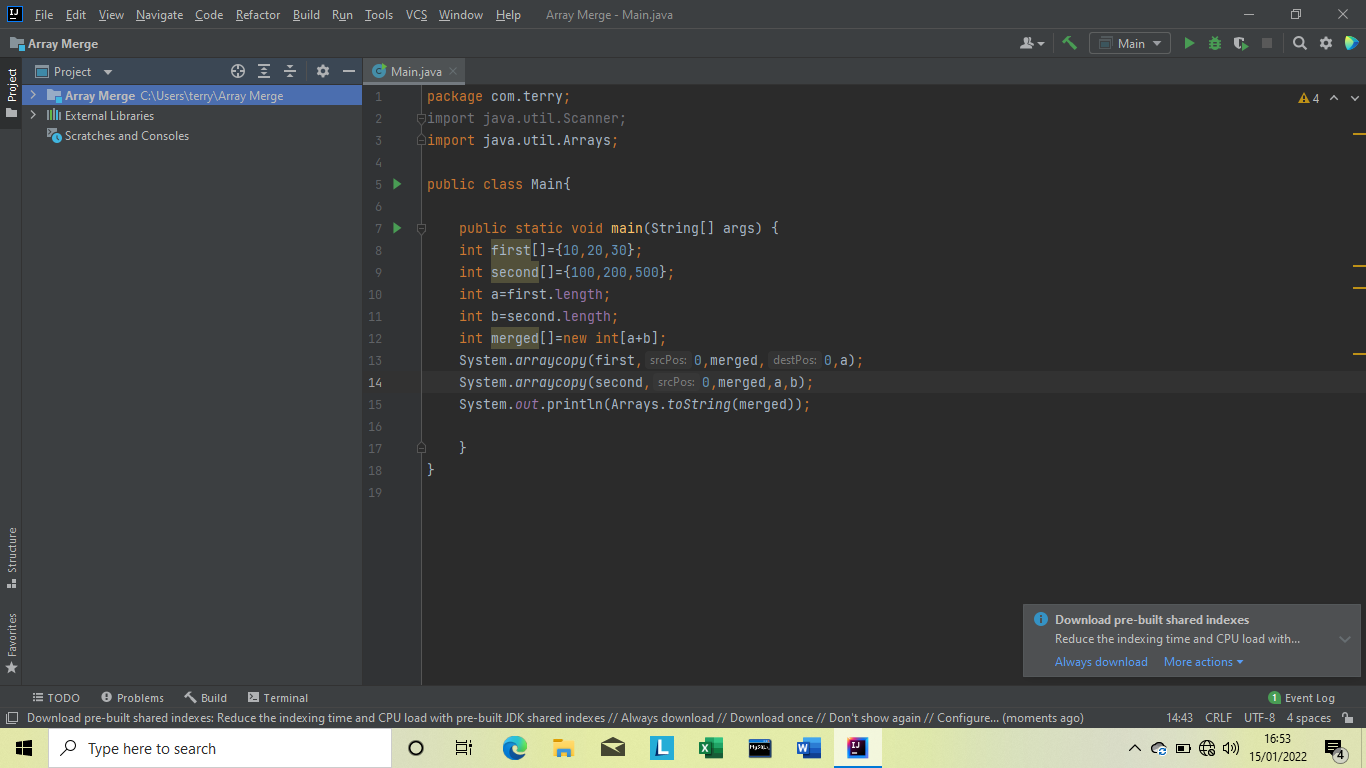 File Edit View Navigate Code Refactor Build Run Tools VCS Window Help Array Merge - Main.java
Array Merge Main
Project
Project
Main.java
Array Merge C:\Users\terry\Array Merge
External Libraries
Scratches and Consoles
4
1 package com.terry;
2 import java.util.Scanner;
3 import java.util.Arrays;
4
5 public class Main{
6
7 public static void main(String[] args) {
8 int first[]={10,20,30};
9 int second[]={100,200,500};
10 int a=first.length;
11 int b=second.length;
12 int merged[]=new int[a+b];
13 System.arraycopy(first, srcPos: 0,merged, destPos: 0,a);
14 System.arraycopy(second, srcPos: 0,merged,a,b);
15 System.out.println(Arrays.toString(merged));
16
17 }
18 }
19
Structure
Favorites
Download pre-built shared indexes
Reduce the indexing time and CPU load with...
Always download More actions
TODO Problems Build Terminal 1 Event Log
Download pre-built shared indexes: Reduce the indexing time and CPU load with pre-built JDK shared indexes // Always download // Download once // Don't show again // Configure... (moments ago) 14:43 CRLF UTF-8 4 spaces
Type here to search
L
MySQL
16:53
15/01/2022
4